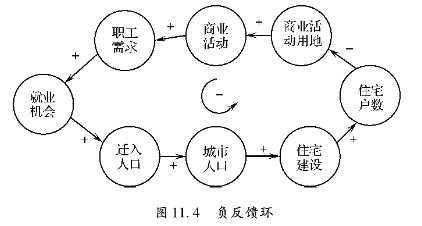 职工
需求
+
商业
活动
+
商业活
动用地
+
−
就业
机会
−
住宅
户数
+
迁入
人口
+
城市
人口
+
住宅
建设
+
图 11.4 负反馈环